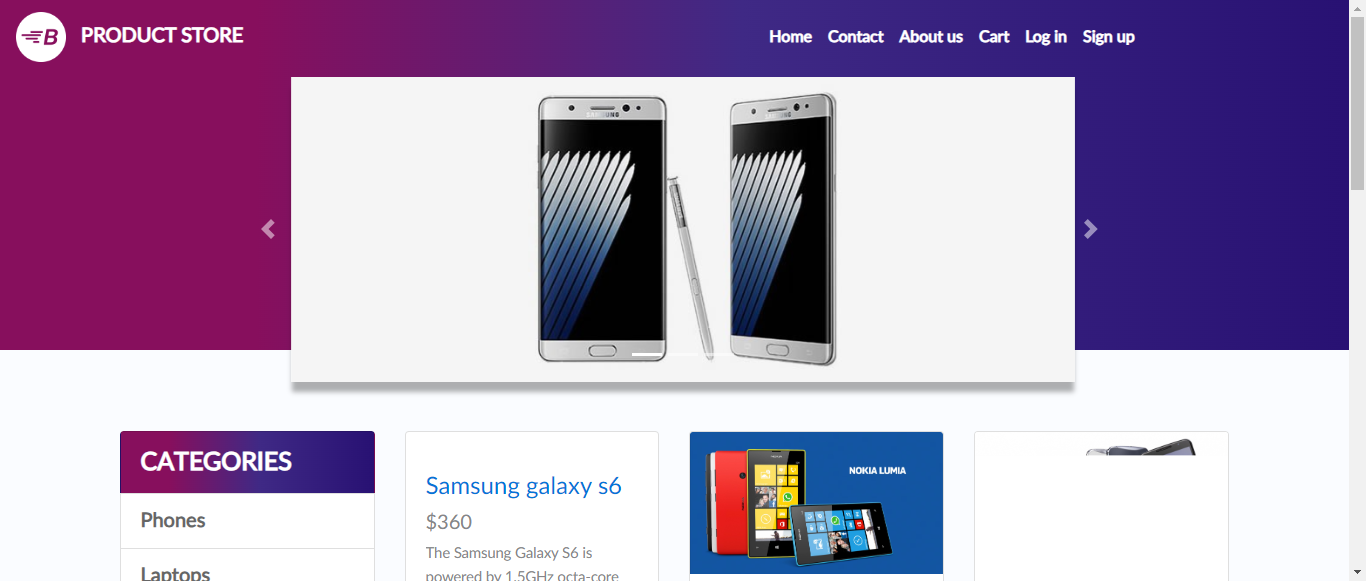 B PRODUCT STORE
Home Contact About us Cart Log in Sign up
SAMSUNG SAMSUNG
CATEGORIES
Phones
Laptops
Samsung galaxy s6
$360
The Samsung Galaxy S6 is
powered by 1.5GHz octa-core
NOKIA LUMIA